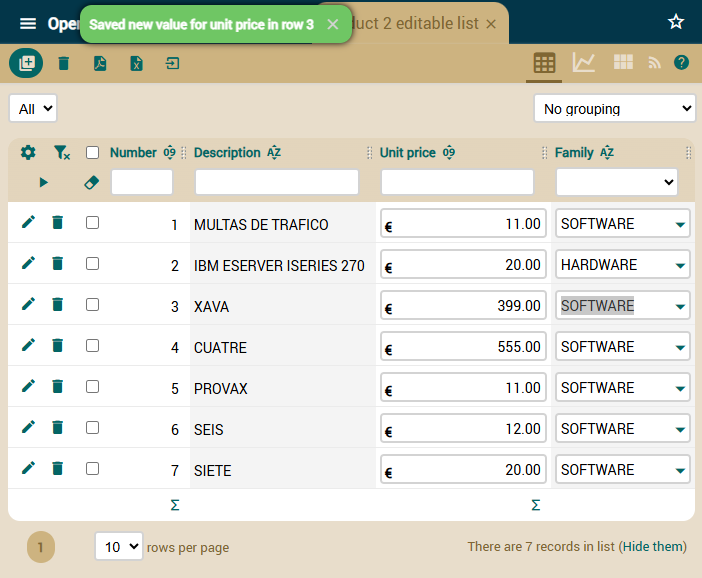 Saved new value for unit price in row 3
editable list
All
No grouping
Number Description Unit price Family
1 MULTAS DE TRAFICO € 11.00 SOFTWARE
2 IBM ESERVER ISERIES 270 € 20.00 HARDWARE
3 XAVA € 399.00 SOFTWARE
4 CUATRE € 555.00 SOFTWARE
5 PROVAX € 11.00 SOFTWARE
6 SEIS € 12.00 SOFTWARE
7 SIETE € 20.00 SOFTWARE
Σ Σ
1 10 rows per page There are 7 records in list (Hide them)